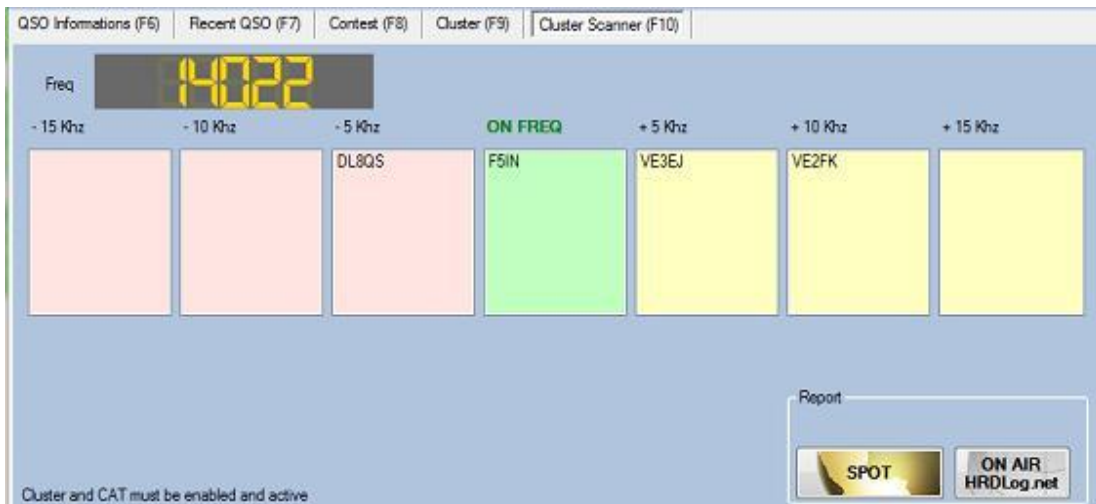 QSO Informations (F6) Recent QSO (F7) Contest (F8) Cluster (F9) Cluster Scanner (F10)
Freq 14022
- 15 Khz - 10 Khz - 5 Khz ON FREQ + 5 Khz + 10 Khz + 15 Khz
DL8QS F5IN VE3EJ VE2FK
Report
SPOT ON AIR
HRDLog.net
Cluster and CAT must be enabled and active